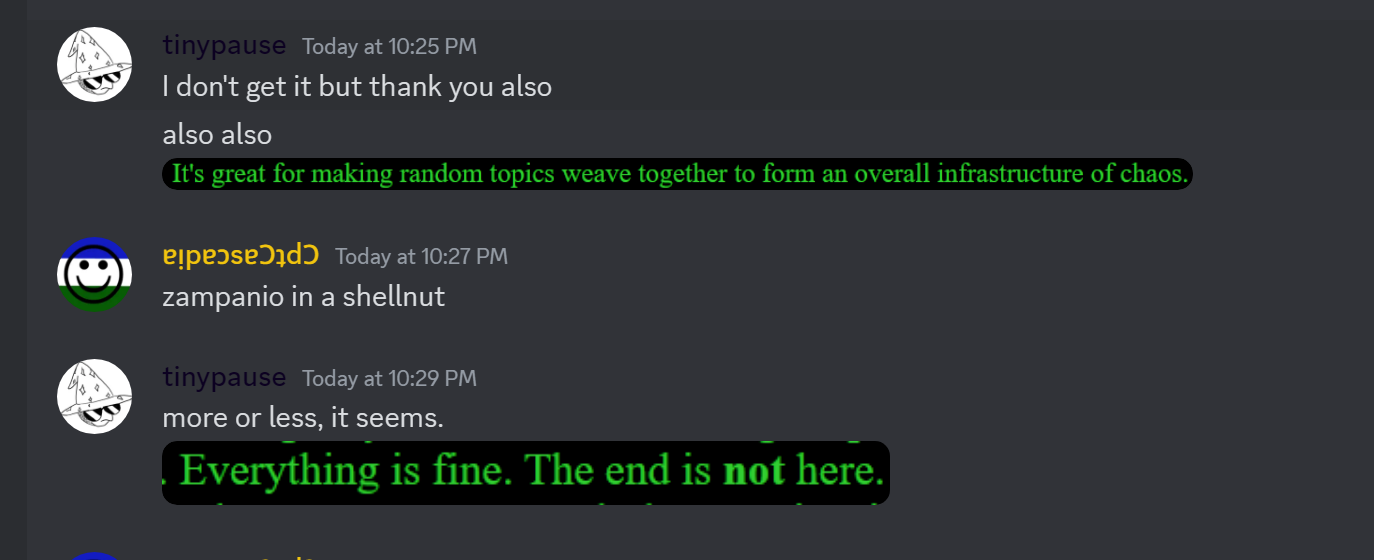 tinypause Today at 10:25 PM
I don't get it but thank you also
also also
It's great for making random topics weave together to form an overall infrastructure of chaos.
ɐᴉpɐɔsɐƆʇdƆ Today at 10:27 PM
zampanio in a shellnut
tinypause Today at 10:29 PM
more or less, it seems.
. Everything is fine. The end is not here.